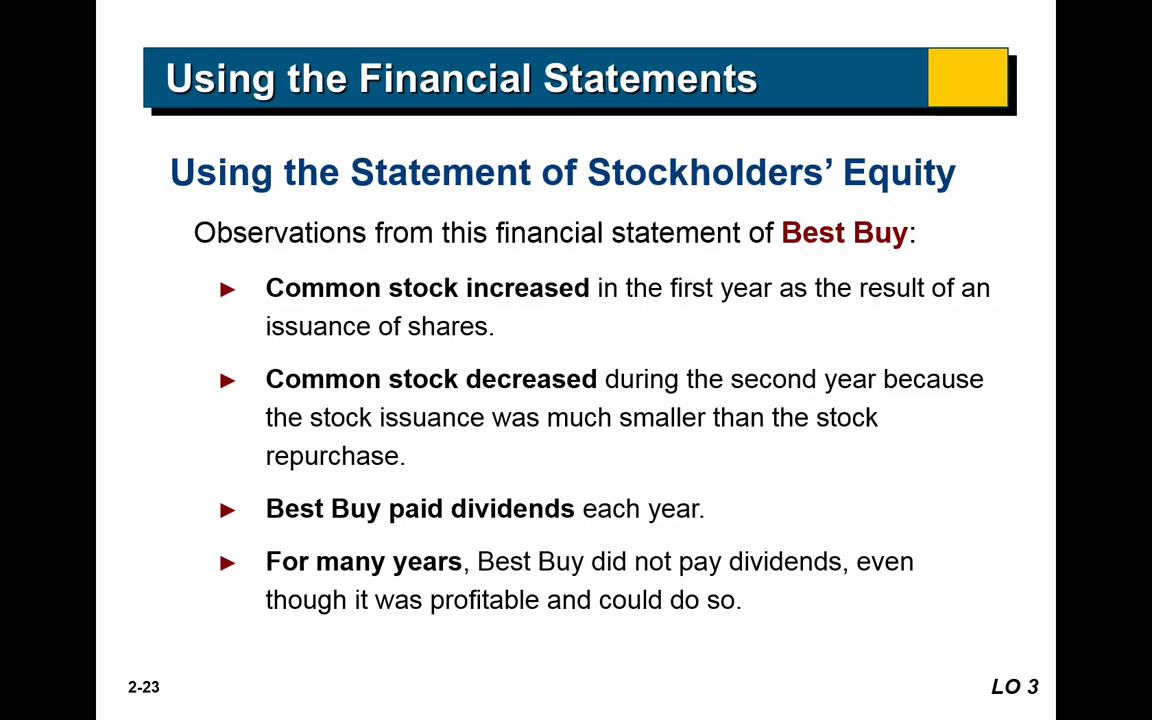 Using the Financial Statements
Using the Statement of Stockholders’ Equity
Observations from this financial statement of Best Buy:
► Common stock increased in the first year as the result of an
issuance of shares.
► Common stock decreased during the second year because
the stock issuance was much smaller than the stock
repurchase.
► Best Buy paid dividends each year.
► For many years, Best Buy did not pay dividends, even
though it was profitable and could do so.
2-23
LO 3